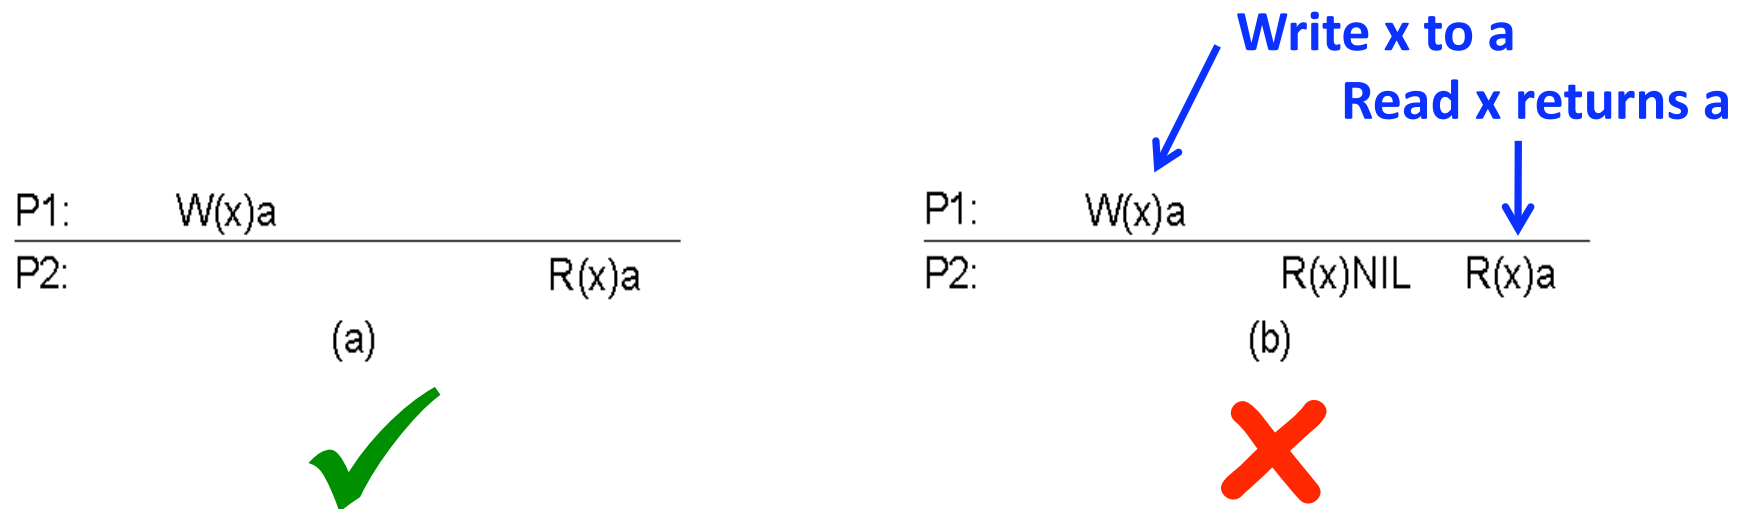 Write x to a
Read x returns a
P1: W(x)a
P2: R(x)a
(a)
P1: W(x)a
P2: R(x)NIL R(x)a
(b)